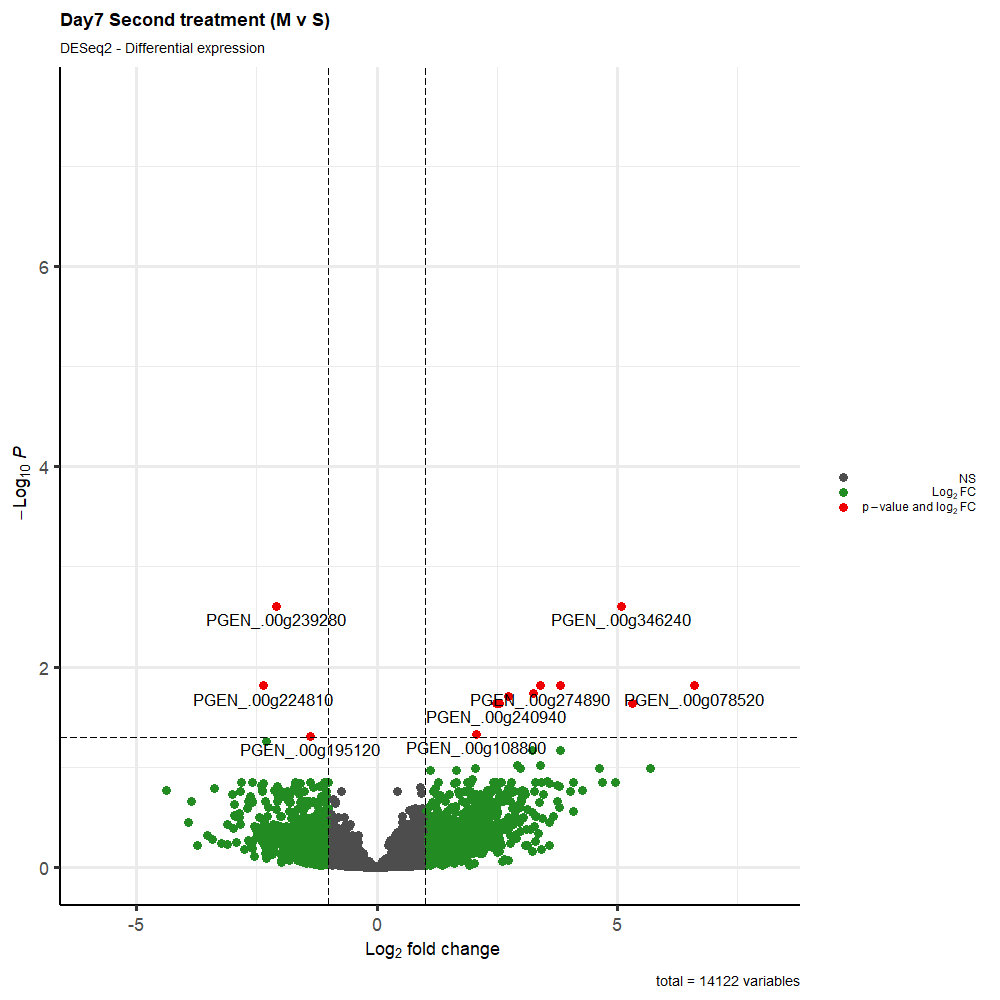 Day7 Second treatment (M v S)
DESeq2 - Differential expression
6
4
2
0
-5
0
5
−Log10 P
Log2 fold change
PGEN_.00g239280
PGEN_.00g346240
PGEN_.00g224810
PGEN_.00g274890
PGEN_.00g078520
PGEN_.00g240940
PGEN_.00g195120
PGEN_.00g108800
NS
Log2 FC
p−value and log2 FC
total = 14122 variables